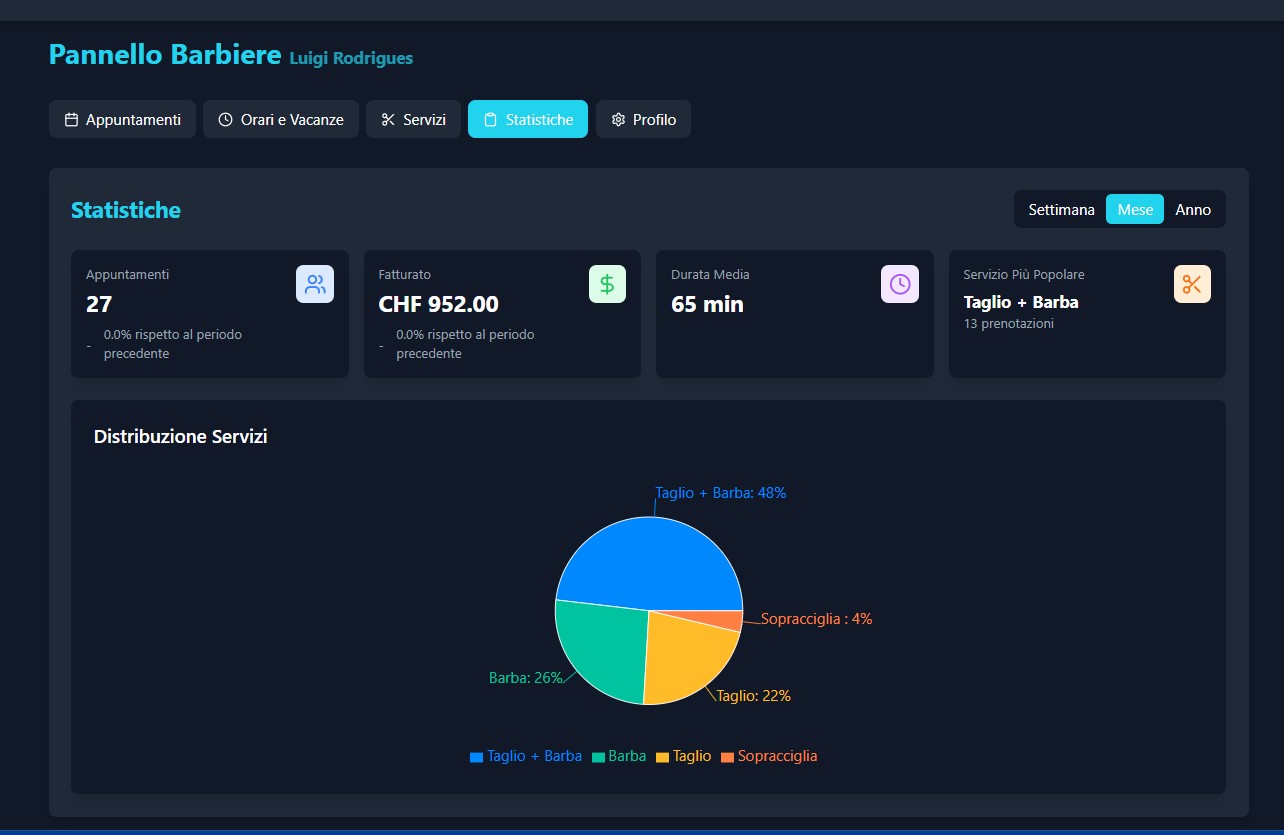 Pannello Barbiere Luigi Rodrigues
Appuntamenti
Orari e Vacanze
Servizi
Statistiche
Profilo
Statistiche
Settimana
Mese
Anno
Appuntamenti
27
- 0.0% rispetto al periodo
precedente
Fatturato
CHF 952.00
- 0.0% rispetto al periodo
precedente
Durata Media
65 min
Servizio Più Popolare
Taglio + Barba
13 prenotazioni
Distribuzione Servizi
Taglio + Barba: 48%
Sopracciglia : 4%
Barba: 26%
Taglio: 22%
Taglio + Barba Barba Taglio Sopracciglia